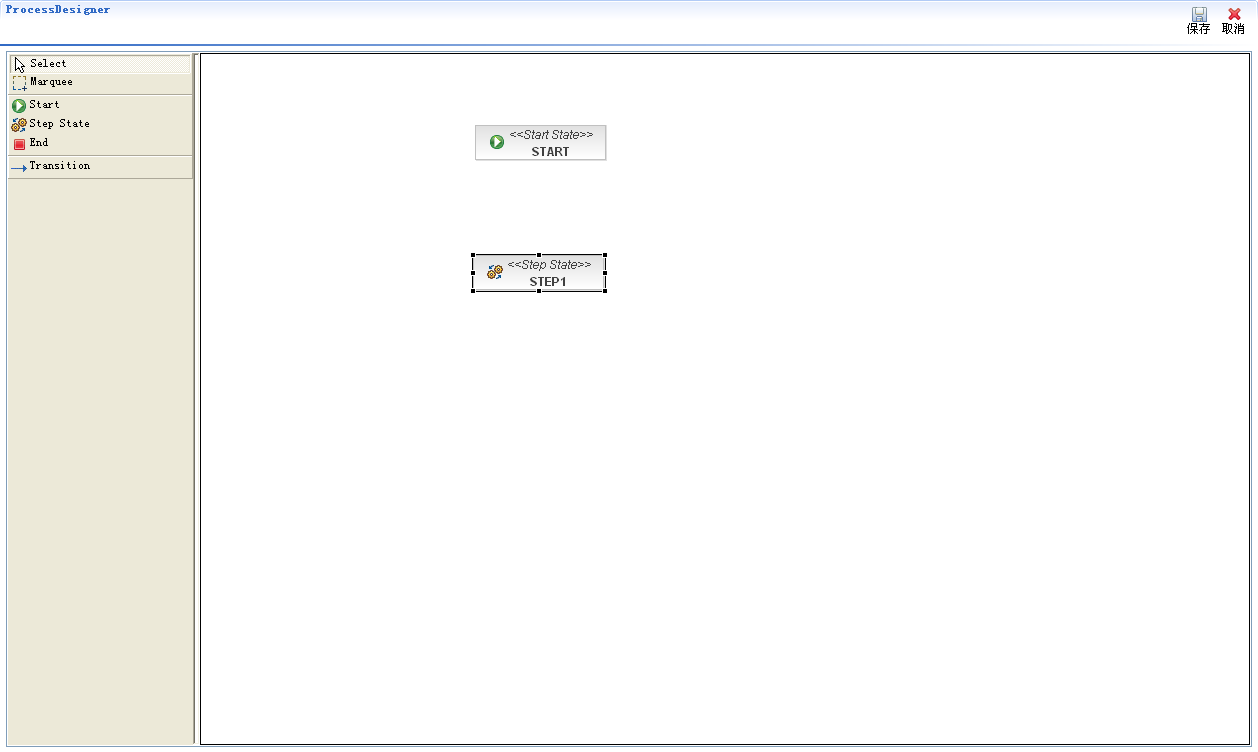 ProcessDesigner
保存 取消
Select
Marquee
Start
Step State
End
Transition
<<Start State>>
START
<<Step State>>
STEP1